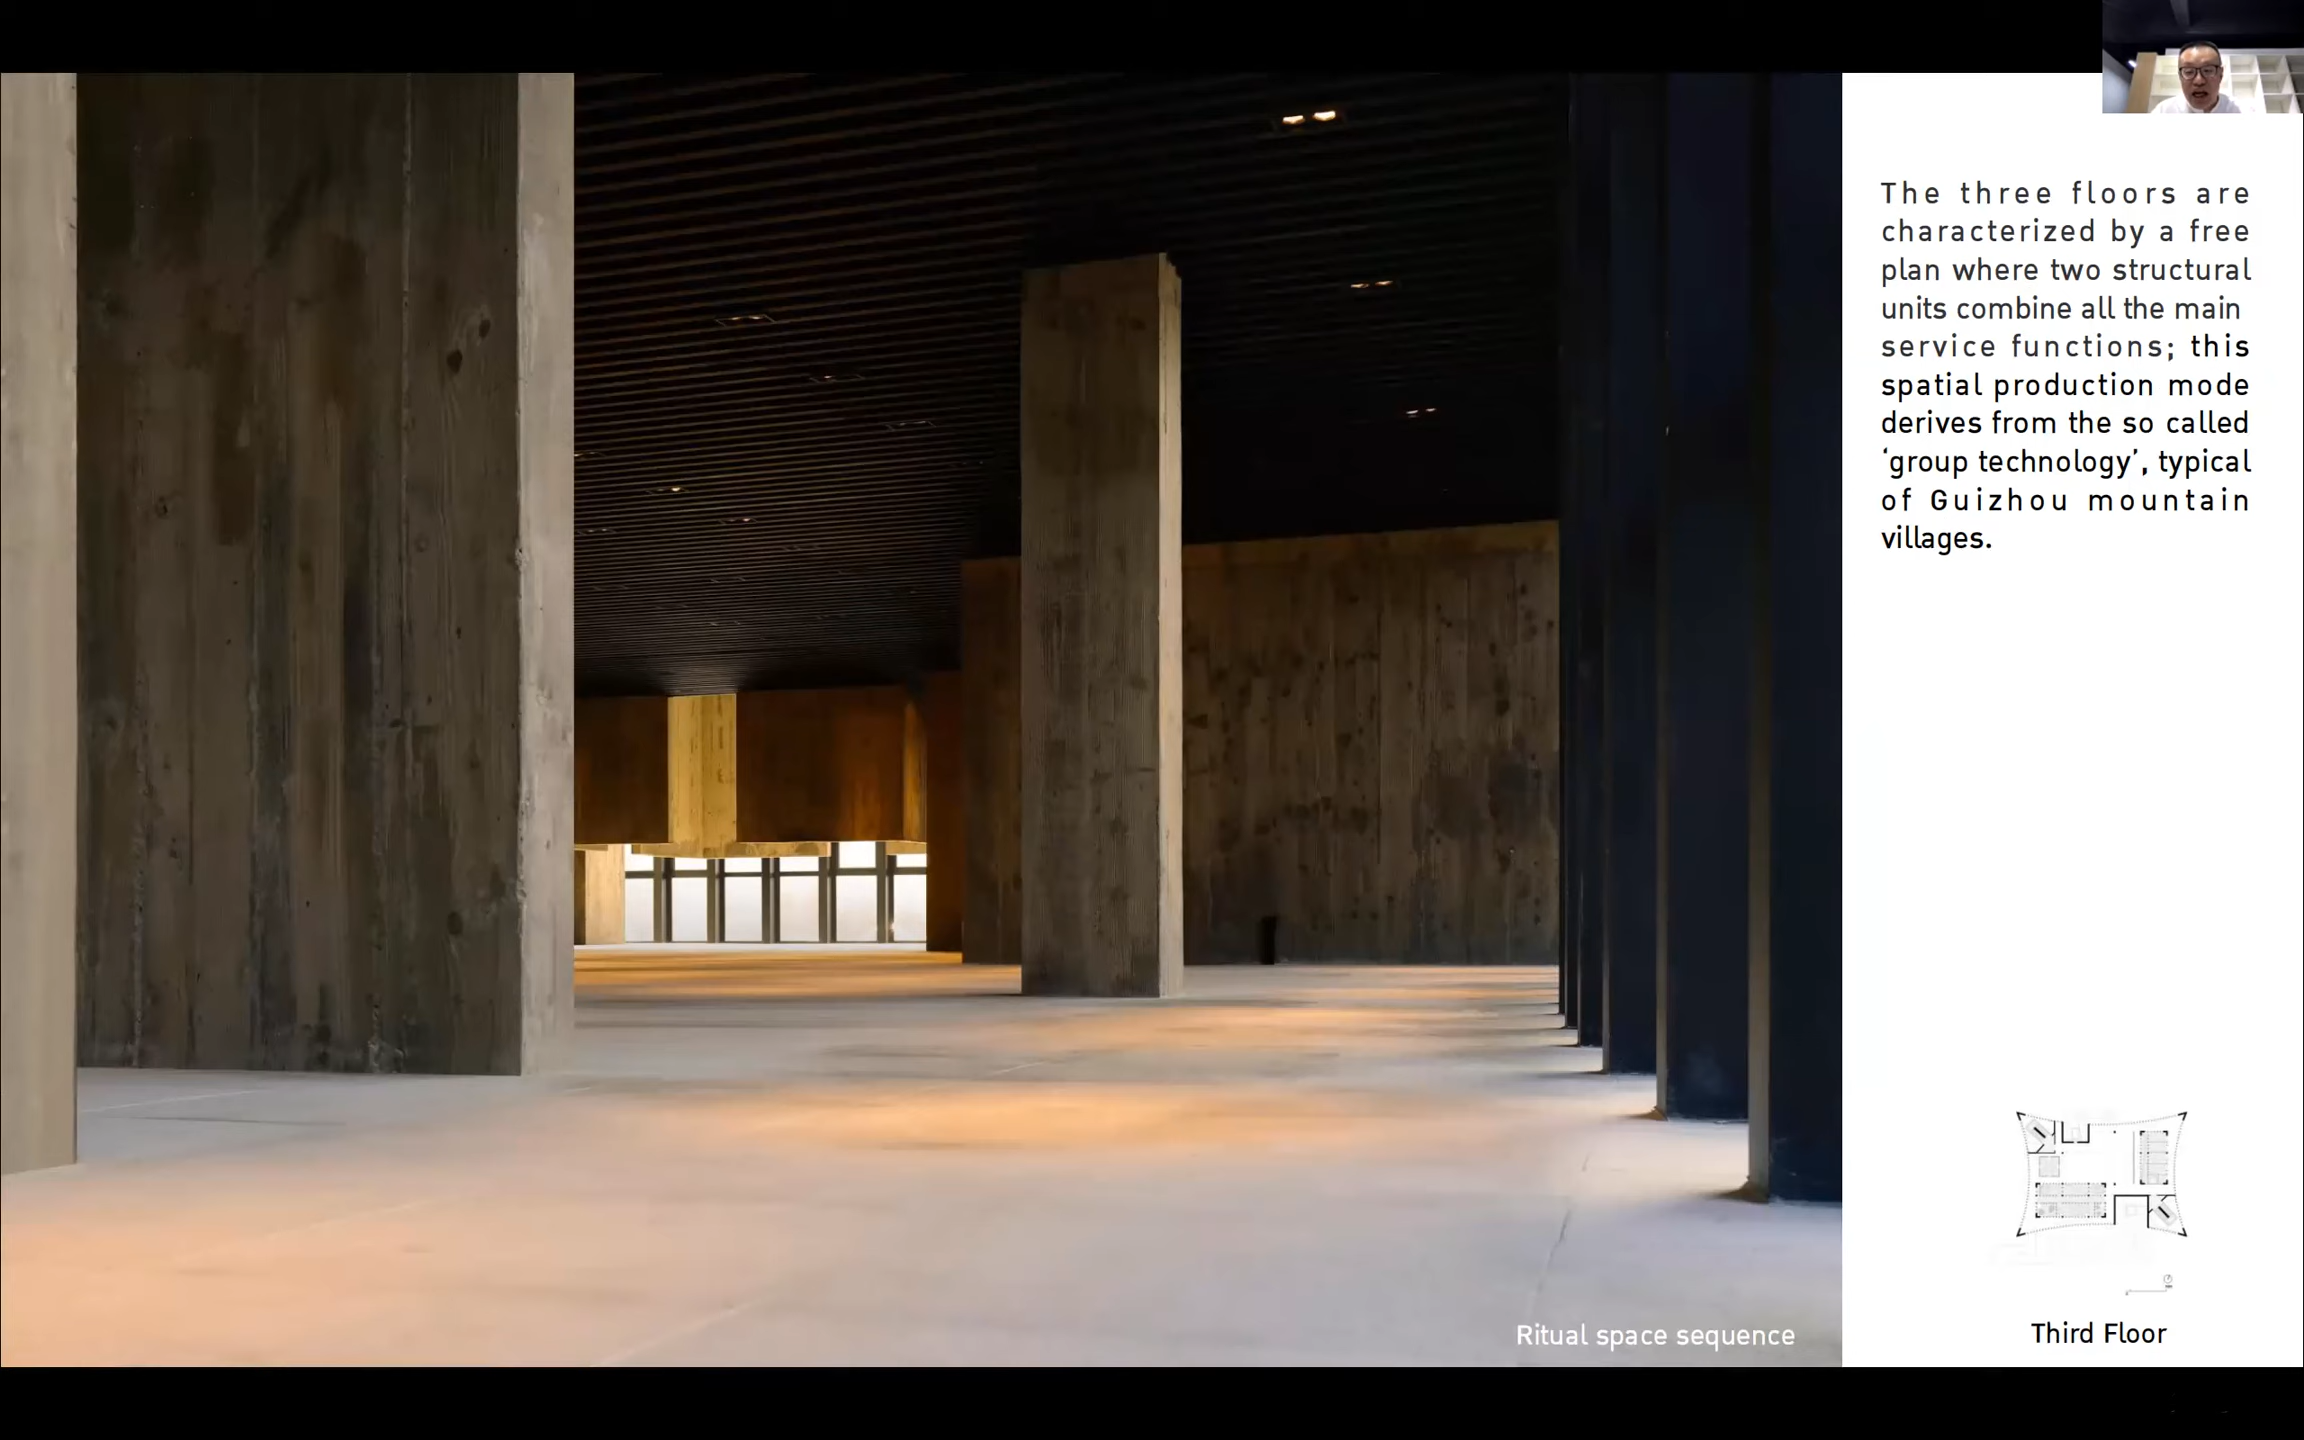 The three floors are
characterized by a free
plan where two structural
units combine all the main
service functions; this
spatial production mode
derives from the so called
‘group technology’, typical
of Guizhou mountain
villages.
Ritual space sequence
Third Floor